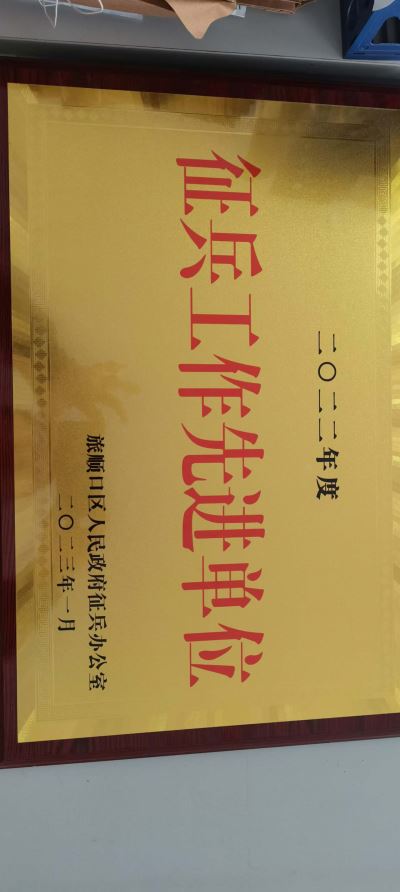 二〇二二年度
征兵工作先进单位
旅顺口区人民政府征兵办公室
二〇二三年一月